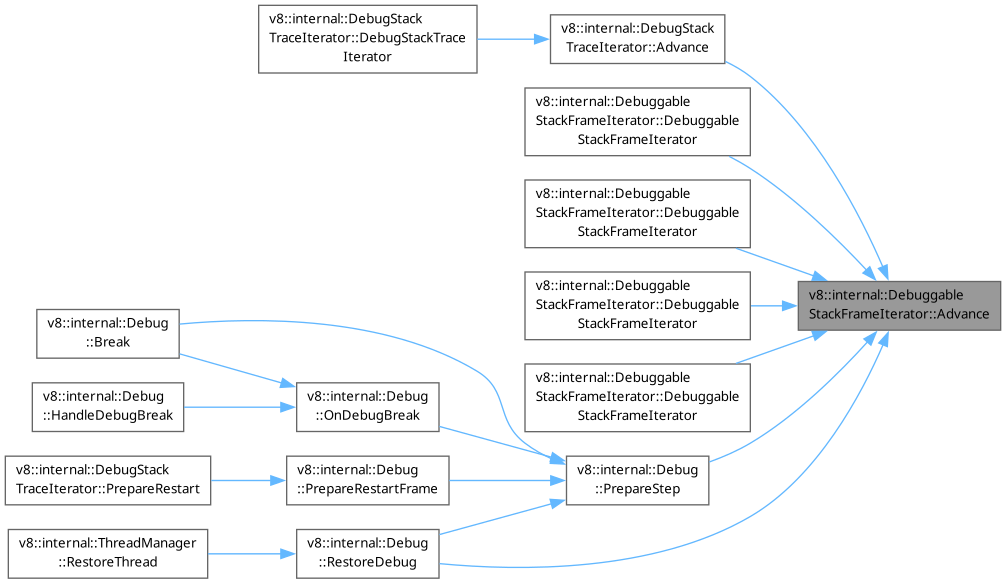 v8::internal::DebugStack
TraceIterator::DebugStackTrace
Iterator
v8::internal::DebugStack
TraceIterator::Advance
v8::internal::Debuggable
StackFrameIterator::Debuggable
StackFrameIterator
v8::internal::Debuggable
StackFrameIterator::Debuggable
StackFrameIterator
v8::internal::Debuggable
StackFrameIterator::Debuggable
StackFrameIterator
v8::internal::Debuggable
StackFrameIterator::Debuggable
StackFrameIterator
v8::internal::Debuggable
StackFrameIterator::Advance
v8::internal::Debug
::Break
v8::internal::Debug
::HandleDebugBreak
v8::internal::Debug
::OnDebugBreak
v8::internal::DebugStack
TraceIterator::PrepareRestart
v8::internal::Debug
::PrepareRestartFrame
v8::internal::Debug
::PrepareStep
v8::internal::ThreadManager
::RestoreThread
v8::internal::Debug
::RestoreDebug